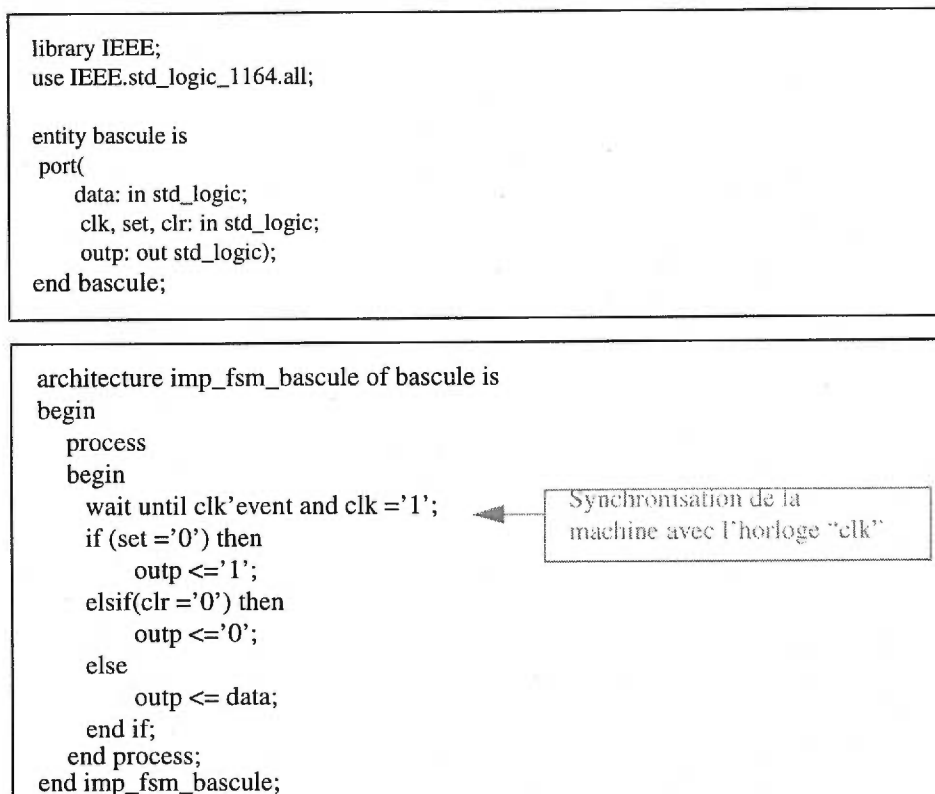 library IEEE;
use IEEE.std_logic_1164.all;
entity bascule is
port(
data: in std_logic;
clk, set, clr: in std_logic;
outp: out std_logic);
end bascule;
architecture imp_fsm_bascule of bascule is
begin
process
begin
wait until clk'event and clk ='1';
Synchronisation de la
machine avec l'horloge "clk"
if (set ='0') then
outp <='1';
elsif(clr ='0') then
outp <='0';
else
outp <= data;
end if;
end process;
end imp_fsm_bascule;